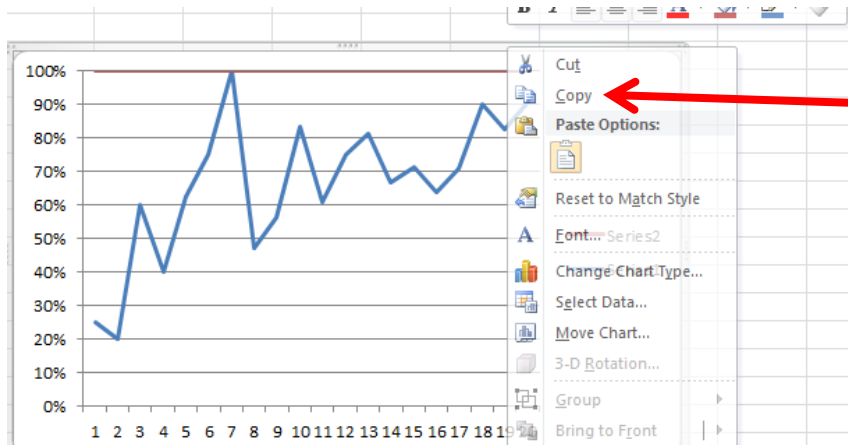 B I A
Cut
100%
Copy
90%
Paste Options:
80%
70%
Reset to Match Style
60%
A Font... Series2
50%
Change Chart Type...
40%
Select Data...
30%
Move Chart...
20%
3-D Rotation...
10%
Group
0%
1 2 3 4 5 6 7 8 9 10 11 12 13 14 15 16 17 18 19
Bring to Front